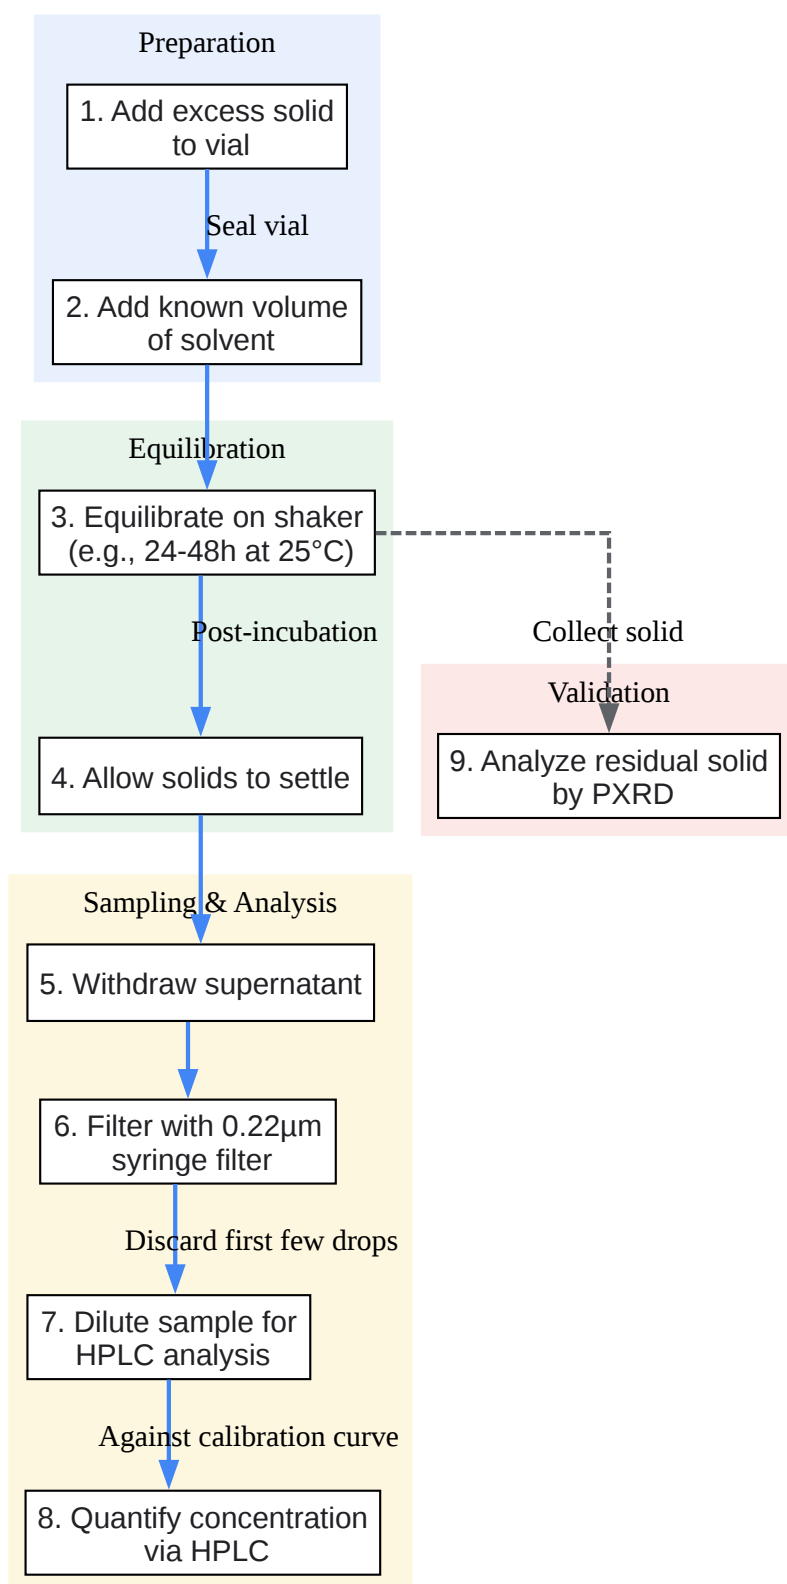 Preparation
1. Add excess solid
to vial
Seal vial
2. Add known volume
of solvent
Equilibration
3. Equilibrate on shaker
(e.g., 24-48h at 25°C)
Post-incubation
Collect solid
Validation
4. Allow solids to settle
9. Analyze residual solid
by PXRD
Sampling & Analysis
5. Withdraw supernatant
6. Filter with 0.22µm
syringe filter
Discard first few drops
7. Dilute sample for
HPLC analysis
Against calibration curve
8. Quantify concentration
via HPLC